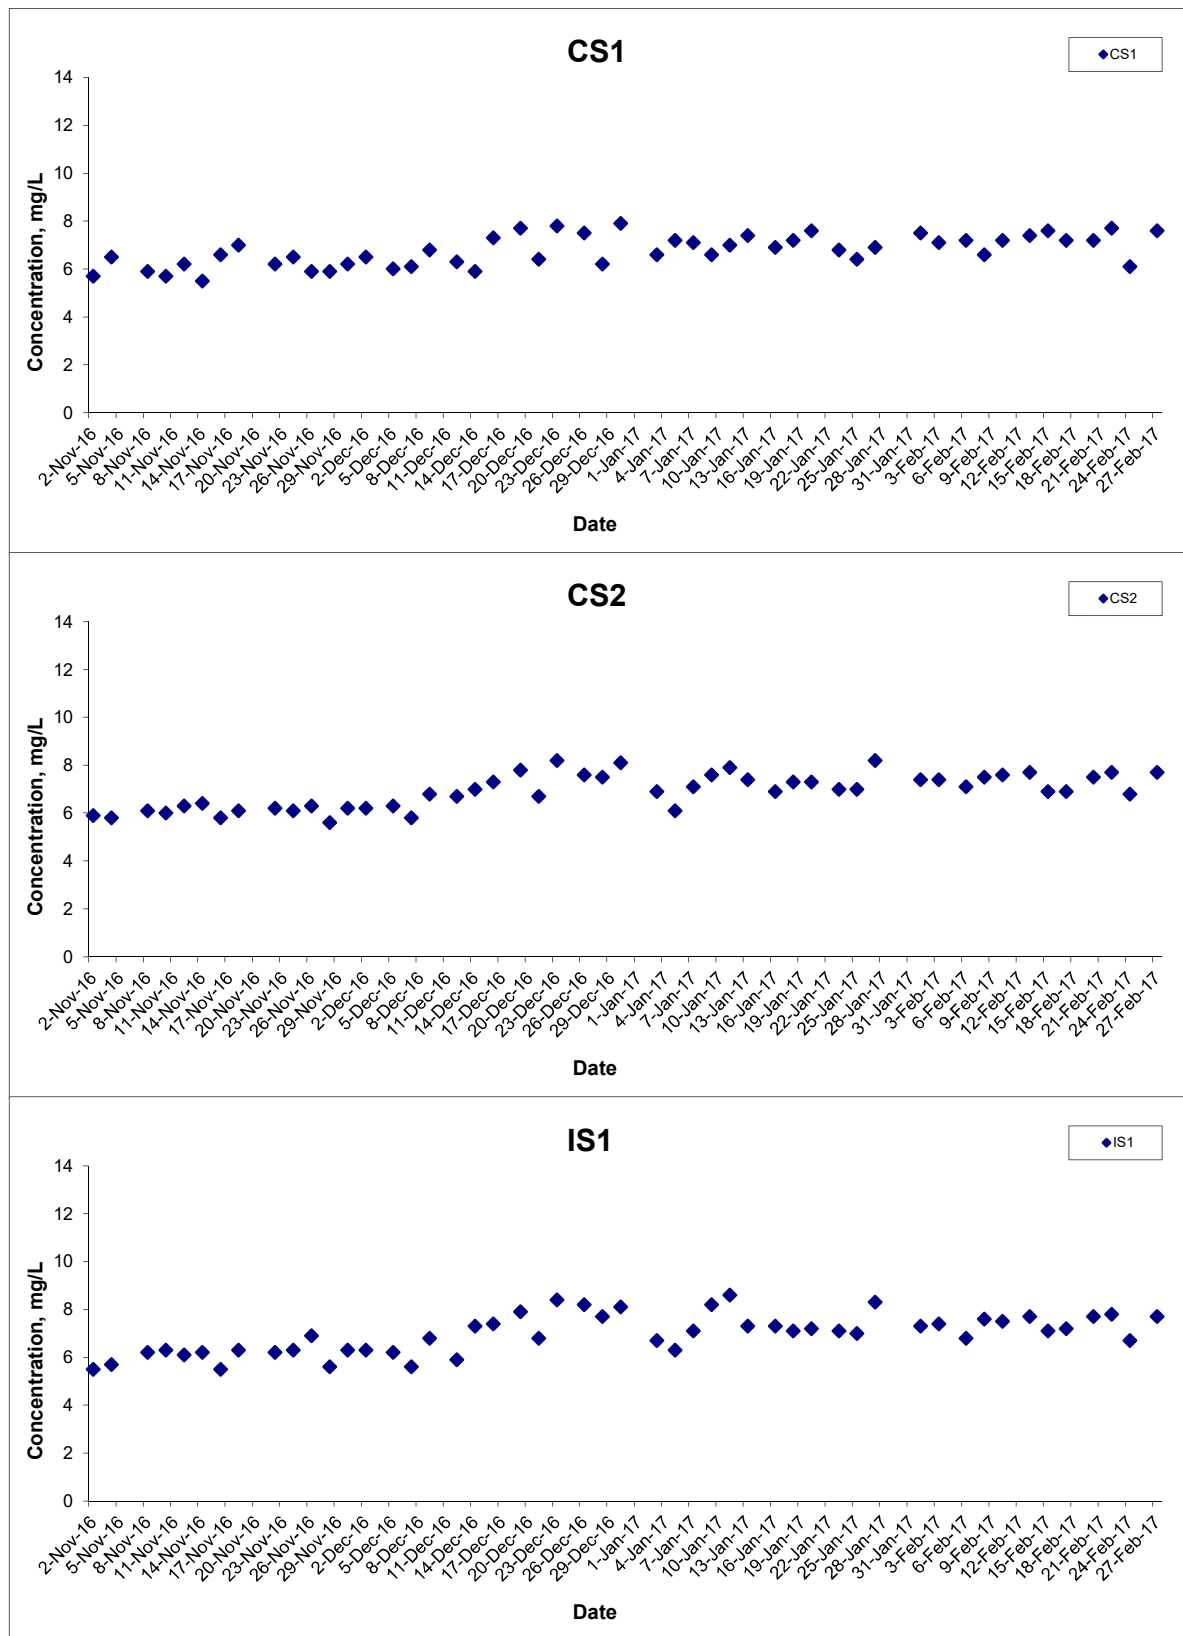 CS1
CS1
14
12
10
8
6
4
2
0
Concentration, mg/L
2-Nov-16
5-Nov-16
8-Nov-16
11-Nov-16
14-Nov-16
17-Nov-16
20-Nov-16
23-Nov-16
26-Nov-16
29-Nov-16
2-Dec-16
5-Dec-16
8-Dec-16
11-Dec-16
14-Dec-16
17-Dec-16
20-Dec-16
23-Dec-16
26-Dec-16
29-Dec-16
1-Jan-17
4-Jan-17
7-Jan-17
10-Jan-17
13-Jan-17
16-Jan-17
19-Jan-17
22-Jan-17
25-Jan-17
28-Jan-17
31-Jan-17
3-Feb-17
6-Feb-17
9-Feb-17
12-Feb-17
15-Feb-17
18-Feb-17
21-Feb-17
24-Feb-17
27-Feb-17
Date
CS2
CS2
14
12
10
8
6
4
2
0
Concentration, mg/L
2-Nov-16
5-Nov-16
8-Nov-16
11-Nov-16
14-Nov-16
17-Nov-16
20-Nov-16
23-Nov-16
26-Nov-16
29-Nov-16
2-Dec-16
5-Dec-16
8-Dec-16
11-Dec-16
14-Dec-16
17-Dec-16
20-Dec-16
23-Dec-16
26-Dec-16
29-Dec-16
1-Jan-17
4-Jan-17
7-Jan-17
10-Jan-17
13-Jan-17
16-Jan-17
19-Jan-17
22-Jan-17
25-Jan-17
28-Jan-17
31-Jan-17
3-Feb-17
6-Feb-17
9-Feb-17
12-Feb-17
15-Feb-17
18-Feb-17
21-Feb-17
24-Feb-17
27-Feb-17
Date
IS1
IS1
14
12
10
8
6
4
2
0
Concentration, mg/L
2-Nov-16
5-Nov-16
8-Nov-16
11-Nov-16
14-Nov-16
17-Nov-16
20-Nov-16
23-Nov-16
26-Nov-16
29-Nov-16
2-Dec-16
5-Dec-16
8-Dec-16
11-Dec-16
14-Dec-16
17-Dec-16
20-Dec-16
23-Dec-16
26-Dec-16
29-Dec-16
1-Jan-17
4-Jan-17
7-Jan-17
10-Jan-17
13-Jan-17
16-Jan-17
19-Jan-17
22-Jan-17
25-Jan-17
28-Jan-17
31-Jan-17
3-Feb-17
6-Feb-17
9-Feb-17
12-Feb-17
15-Feb-17
18-Feb-17
21-Feb-17
24-Feb-17
27-Feb-17
Date